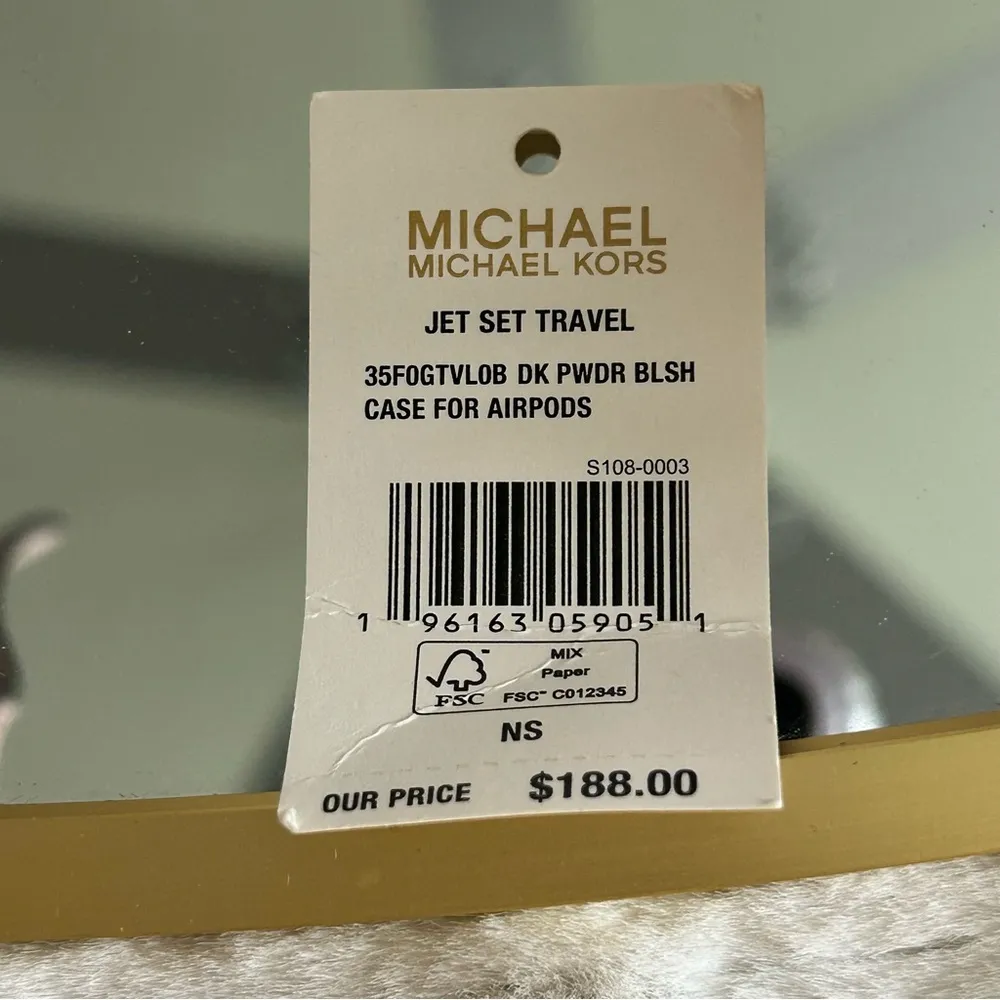 MICHAEL
MICHAEL KORS
JET SET TRAVEL
35F0GTVL0B DK PWDR BLSH
CASE FOR AIRPODS
S108-0003
1 96163 05905 1
MIX
Paper
FSC FSC™ C012345
NS
OUR PRICE $188.00